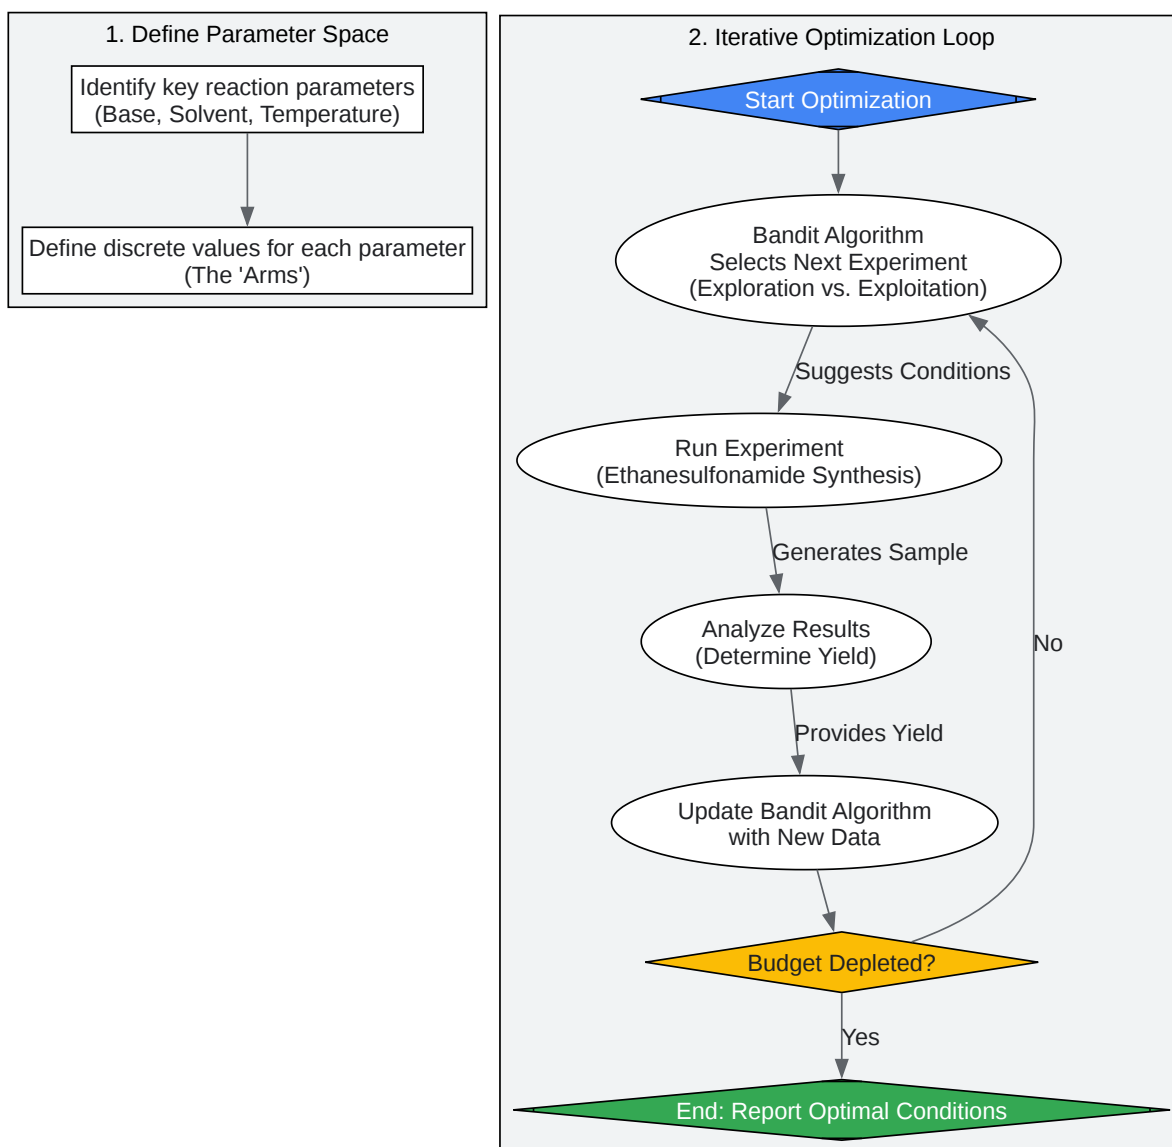 1. Define Parameter Space
Identify key reaction parameters
(Base, Solvent, Temperature)
Define discrete values for each parameter
(The 'Arms')
2. Iterative Optimization Loop
Start Optimization
Bandit Algorithm
Selects Next Experiment
(Exploration vs. Exploitation)
Suggests Conditions
Run Experiment
(Ethanesulfonamide Synthesis)
Generates Sample
Analyze Results
(Determine Yield)
No
Provides Yield
Update Bandit Algorithm
with New Data
Budget Depleted?
Yes
End: Report Optimal Conditions